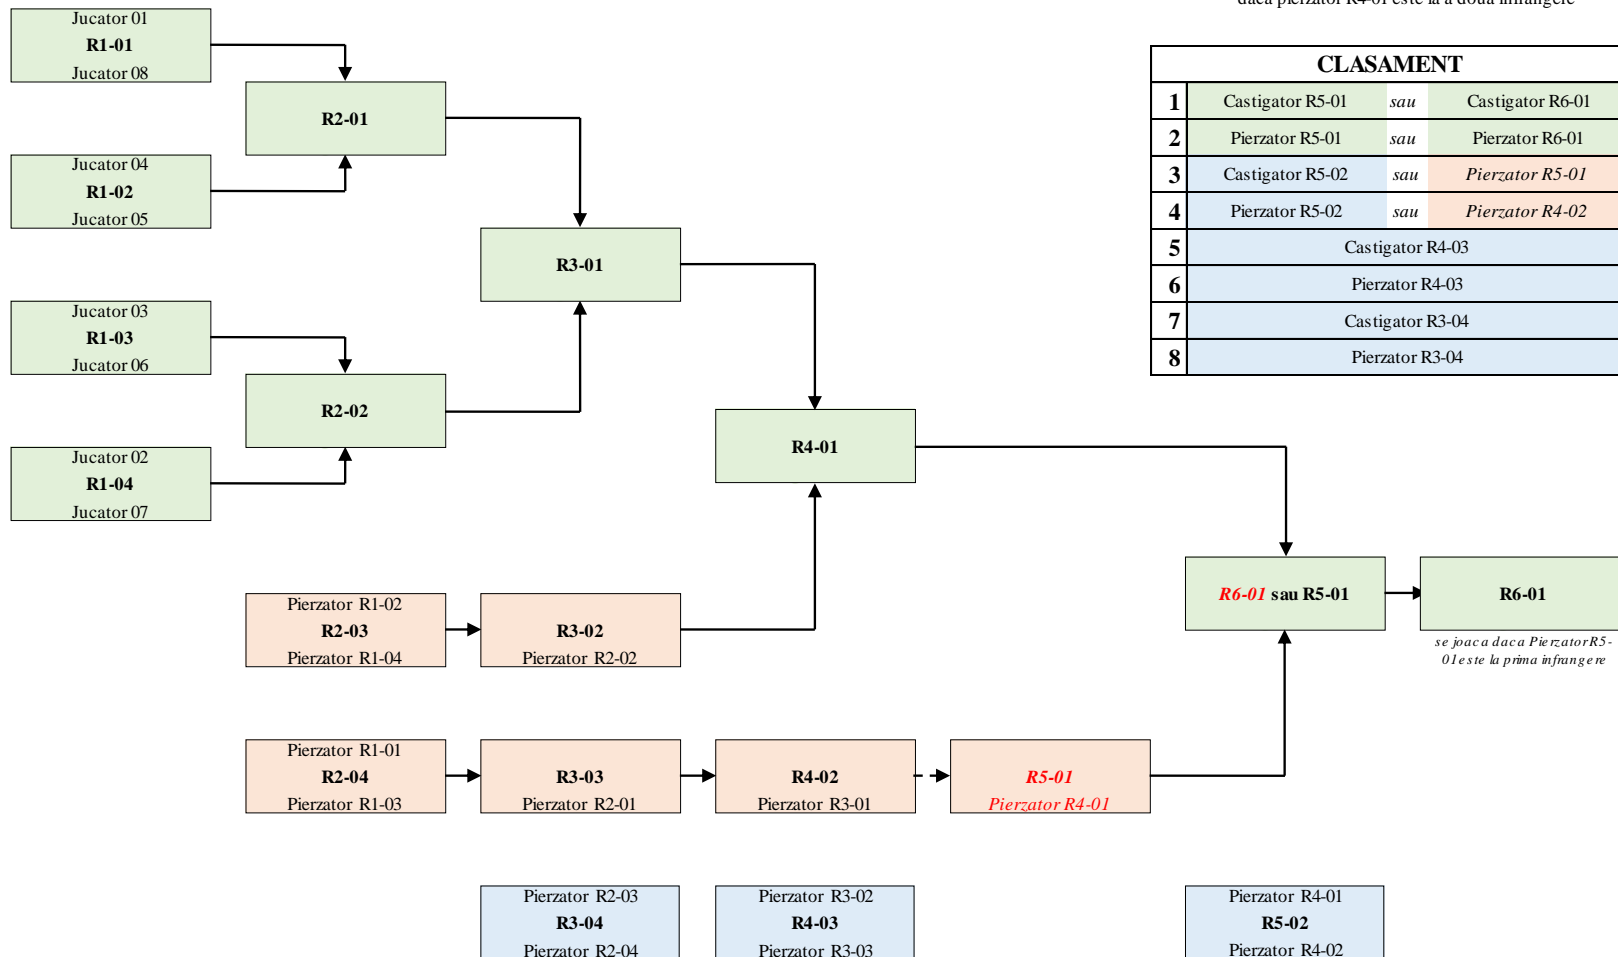 daca pierzator R4-01 este la a doua infrangere
Jucator 01
R1-01
Jucator 08
CLASAMENT
1 Castigator R5-01 sau Castigator R6-01
2 Pierzator R5-01 sau Pierzator R6-01
3 Castigator R5-02 sau Pierzator R5-01
4 Pierzator R5-02 sau Pierzator R4-02
5 Castigator R4-03
6 Pierzator R4-03
7 Castigator R3-04
8 Pierzator R3-04
R2-01
Jucator 04
R1-02
Jucator 05
R3-01
Jucator 03
R1-03
Jucator 06
R2-02
R4-01
Jucator 02
R1-04
Jucator 07
R6-01 sau R5-01
R6-01
se joaca daca Pierzator R5-
01 este la prima infrangere
Pierzator R1-02
R2-03
Pierzator R1-04
R3-02
Pierzator R2-02
Pierzator R1-01
R2-04
Pierzator R1-03
R3-03
Pierzator R2-01
R4-02
Pierzator R3-01
R5-01
Pierzator R4-01
Pierzator R2-03
R3-04
Pierzator R2-04
Pierzator R3-02
R4-03
Pierzator R3-03
Pierzator R4-01
R5-02
Pierzator R4-02